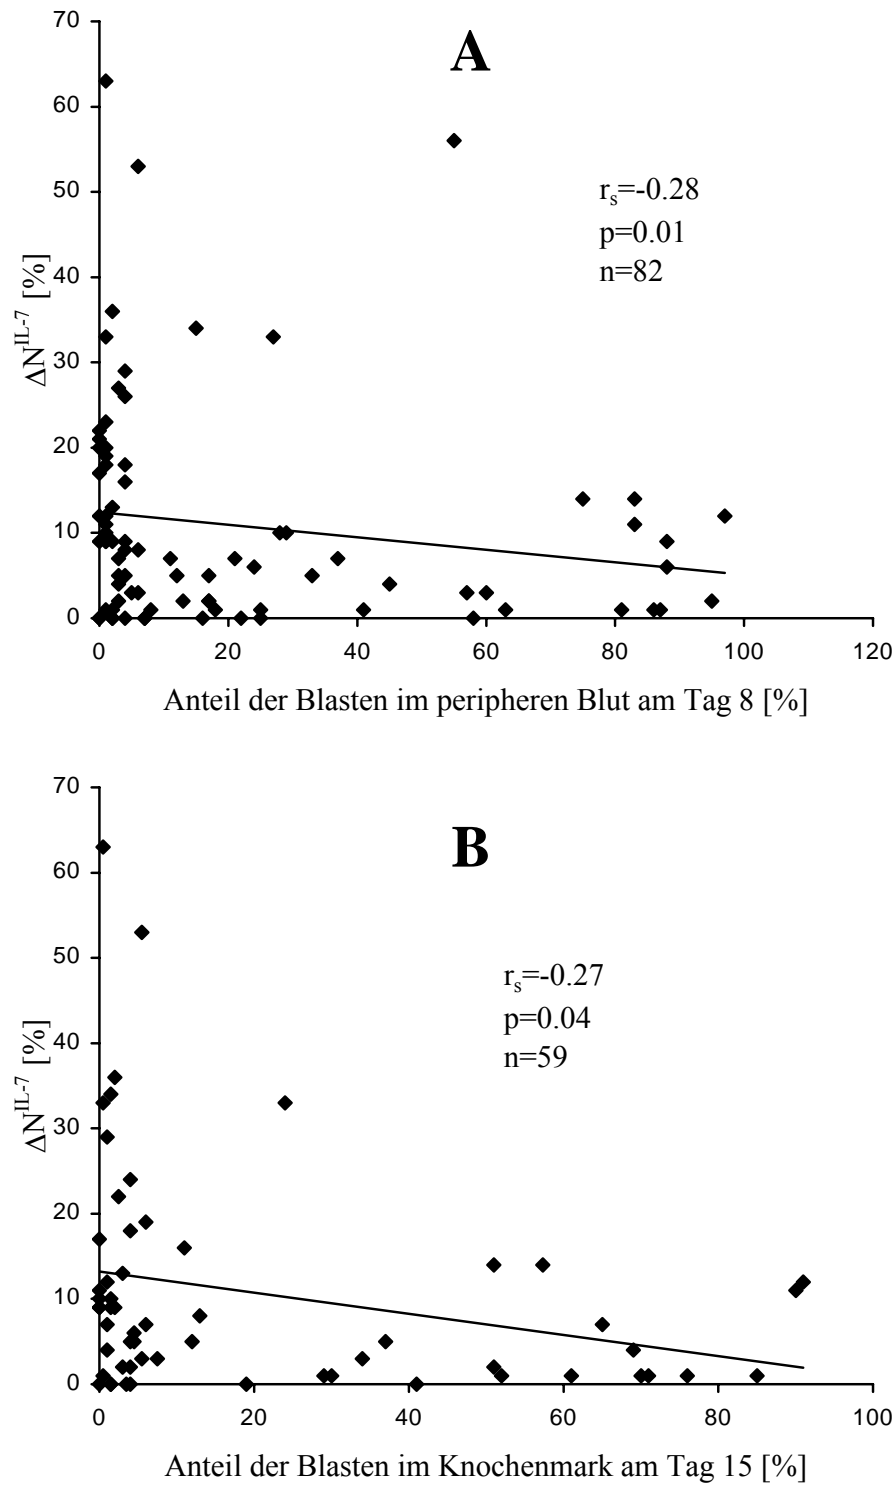 A
70
60
50
40
30
20
10
0
ΔN^IL-7 [%]
r_s=-0.28
p=0.01
n=82
0 20 40 60 80 100 120
Anteil der Blasten im peripheren Blut am Tag 8 [%]
B
70
60
50
40
30
20
10
0
ΔN^IL-7 [%]
r_s=-0.27
p=0.04
n=59
0 20 40 60 80 100
Anteil der Blasten im Knochenmark am Tag 15 [%]